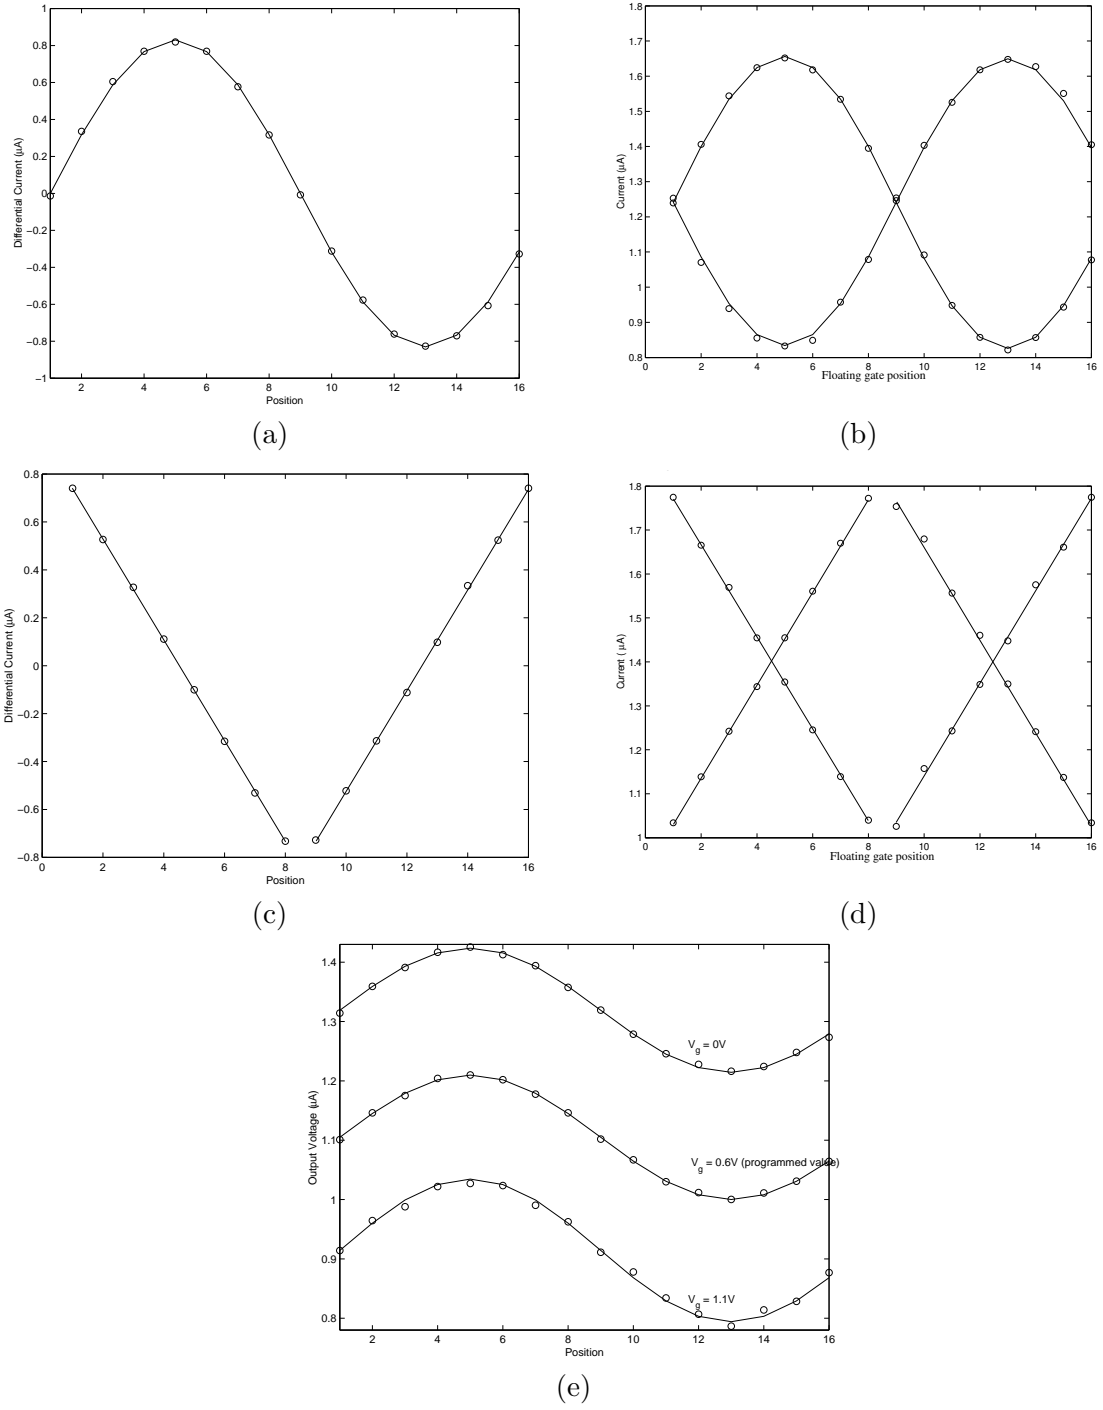 1
0.8
0.6
0.4
0.2
0
−0.2
−0.4
−0.6
−0.8
−1
Differential Current (μA)
2 4 6 8 10 12 14 16
Position
(a)
1.8
1.7
1.6
1.5
1.4
1.3
1.2
1.1
1
0.9
0.8
Current (μA)
0 2 4 6 8 10 12 14 16
Floating gate position
(b)
0.8
0.6
0.4
0.2
0
−0.2
−0.4
−0.6
−0.8
Differential Current (μA)
0 2 4 6 8 10 12 14 16
Position
(c)
1.8
1.7
1.6
1.5
1.4
1.3
1.2
1.1
1
Current ( μA)
0 2 4 6 8 10 12 14 16
Floating gate position
(d)
1.4
1.3
1.2
1.1
1
0.9
0.8
Output Voltage (μA)
Vg = 0V
Vg = 0.6V (programmed value)
Vg = 1.1V
2 4 6 8 10 12 14 16
Position
(e)